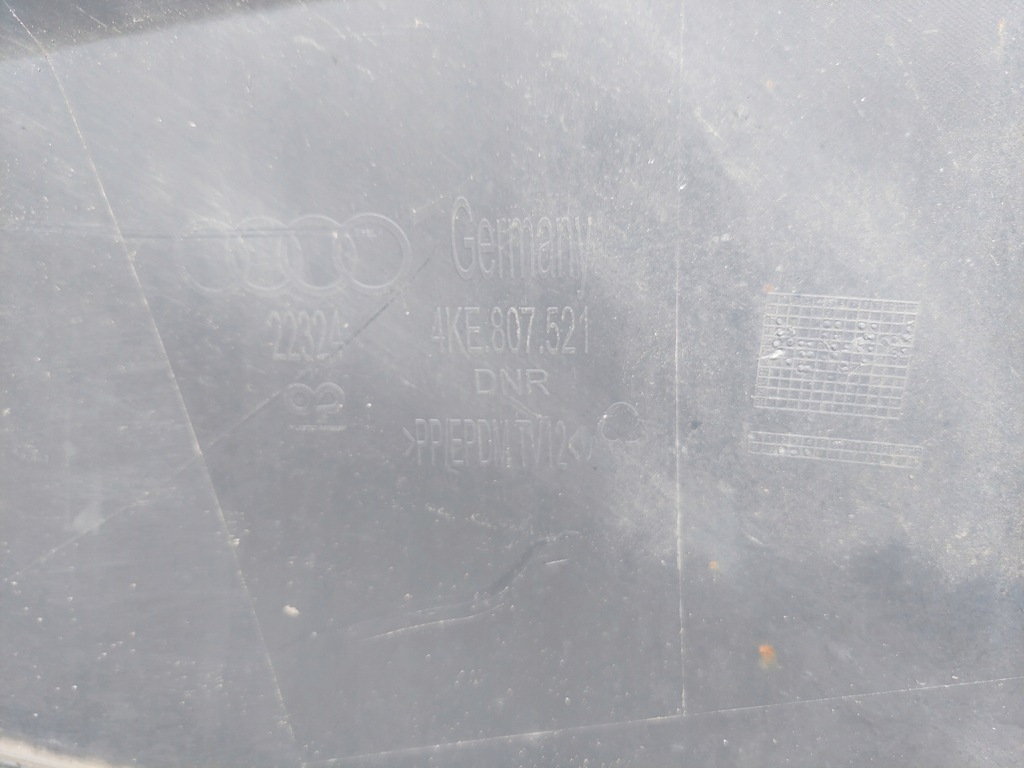 Germany
22324
4KE.807.521
DNR
>PP/EPDM.TV12<